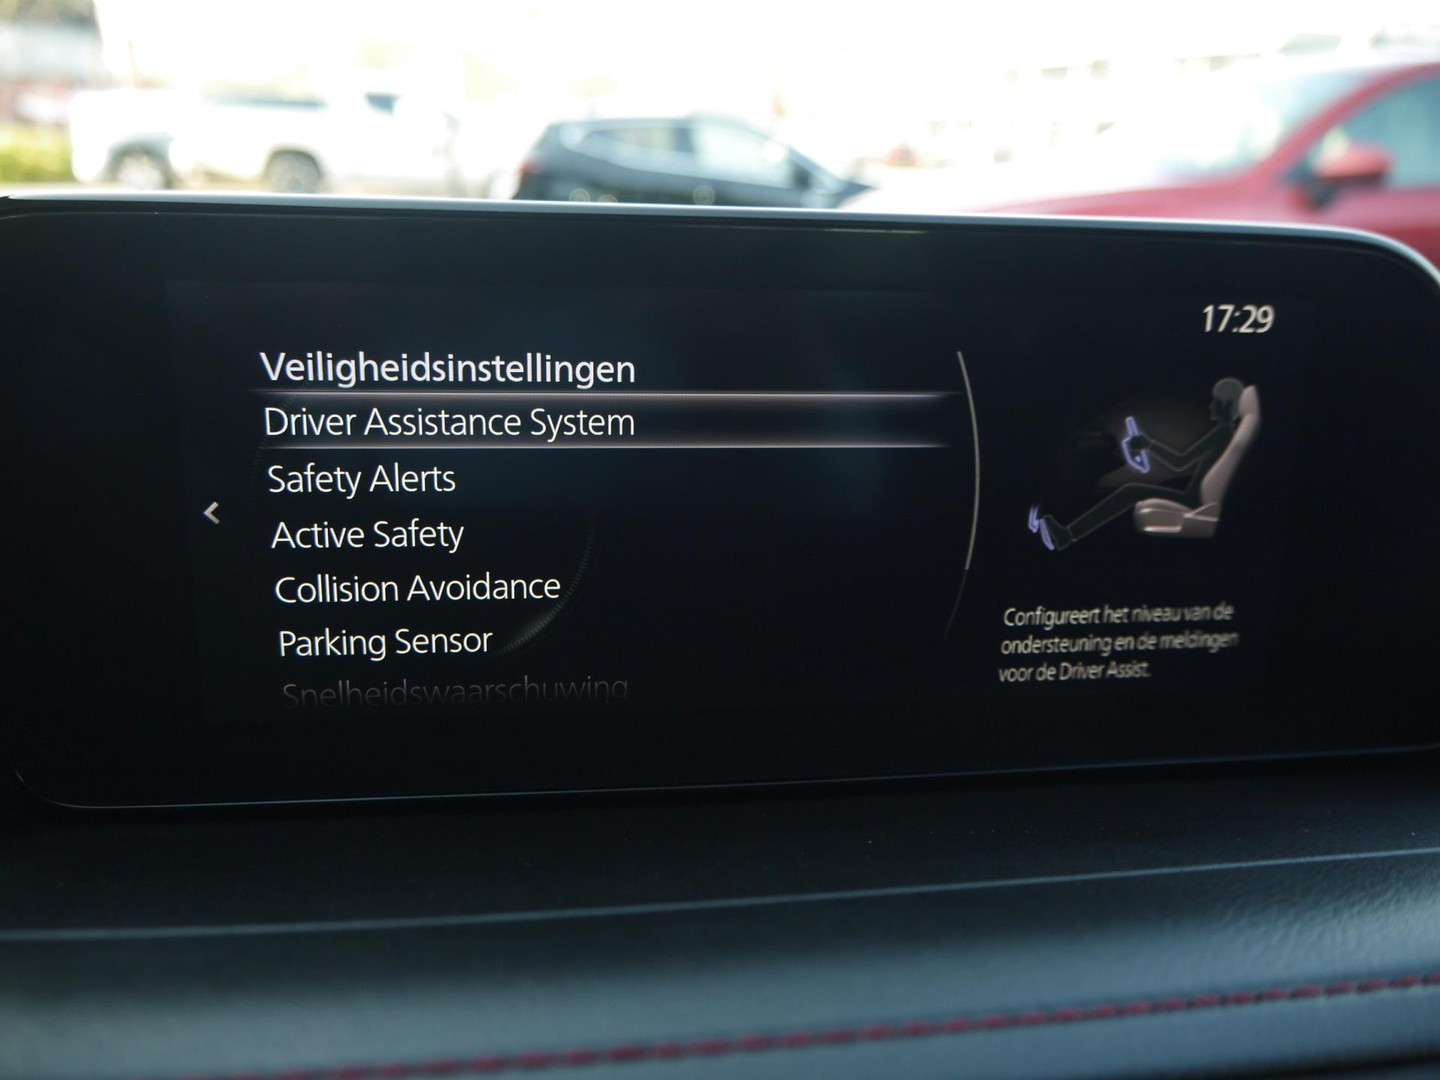 17:29
Veiligheidsinstellingen
Driver Assistance System
Safety Alerts
Active Safety
Collision Avoidance
Parking Sensor
Snelheidswaarschuwing
Configureert het niveau van de
ondersteuning en de meldingen
voor de Driver Assist.